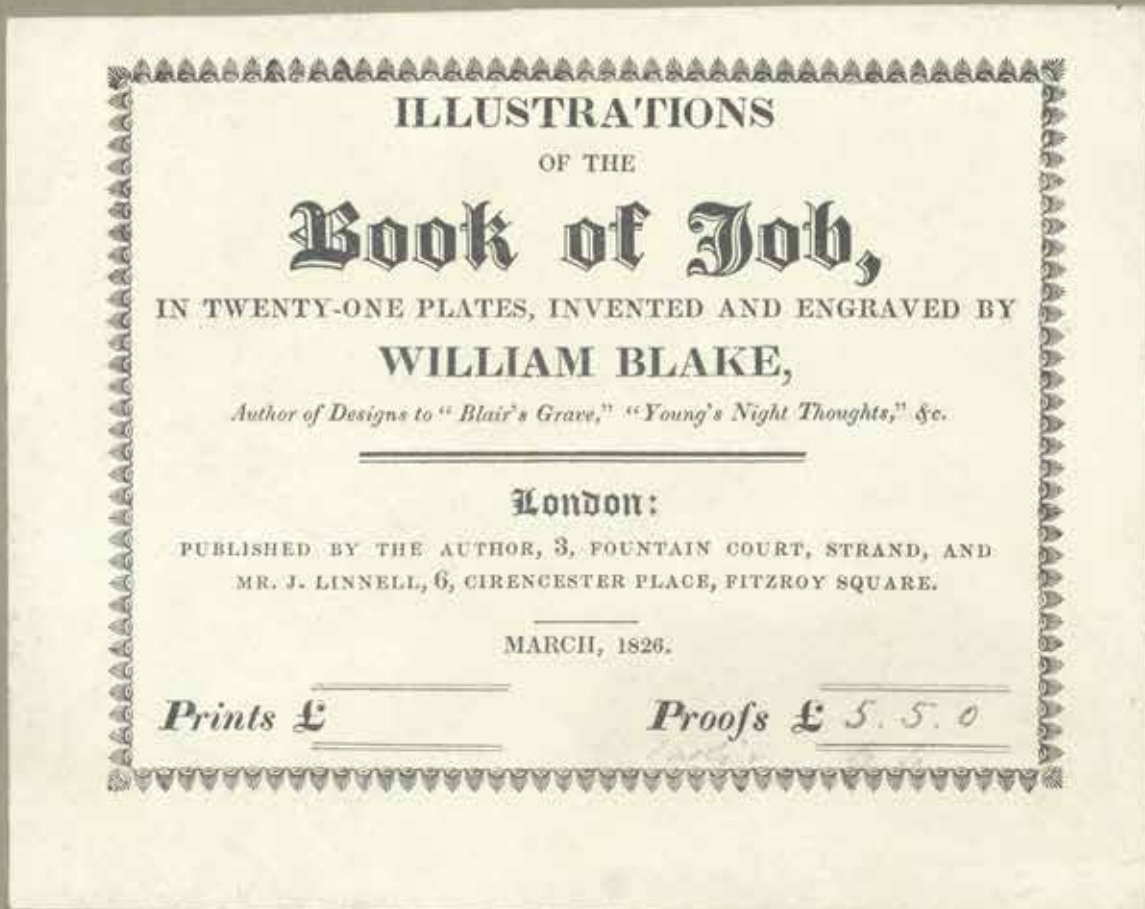 ILLUSTRATIONS
OF THE
Book of Job,
IN TWENTY-ONE PLATES, INVENTED AND ENGRAVED BY
WILLIAM BLAKE,
Author of Designs to "Blair's Grave," "Young's Night Thoughts," &c.
London:
PUBLISHED BY THE AUTHOR, 3, FOUNTAIN COURT, STRAND, AND
MR. J. LINNELL, 6, CIRENCESTER PLACE, FITZROY SQUARE.
MARCH, 1826.
Prints £ Proofs £ 5.5.0